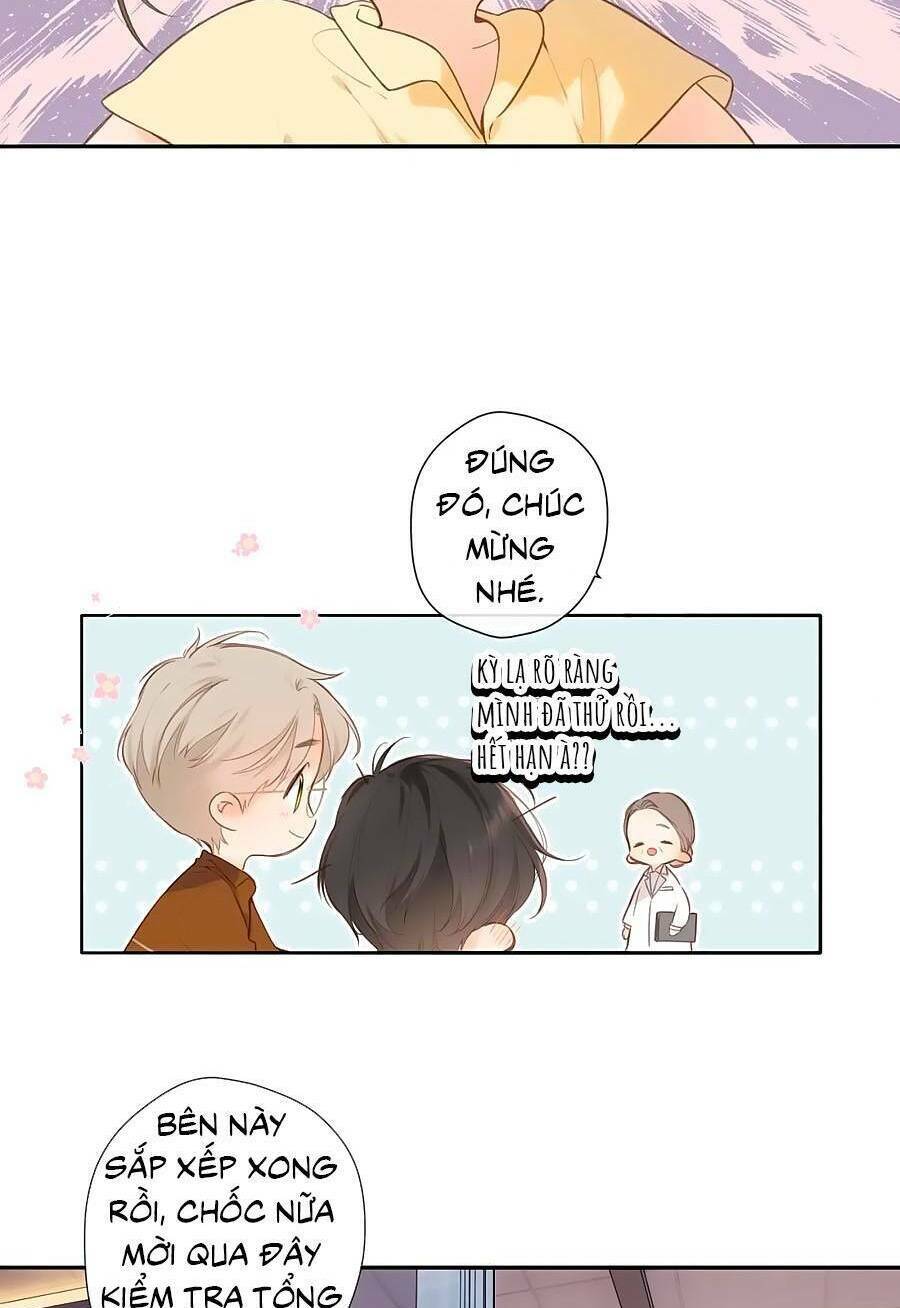 ĐÚNG
ĐÓ, CHÚC
MỪNG
NHÉ.
KỲ LẠ RÕ RÀNG
MÌNH ĐÃ THỬ RỒI...
HẾT HẠN À??
BÊN NÀY
SẮP XẾP XONG
RỒI, CHỐC NỮA
MỜI QUA ĐÂY
KIỂM TRA TỔNG